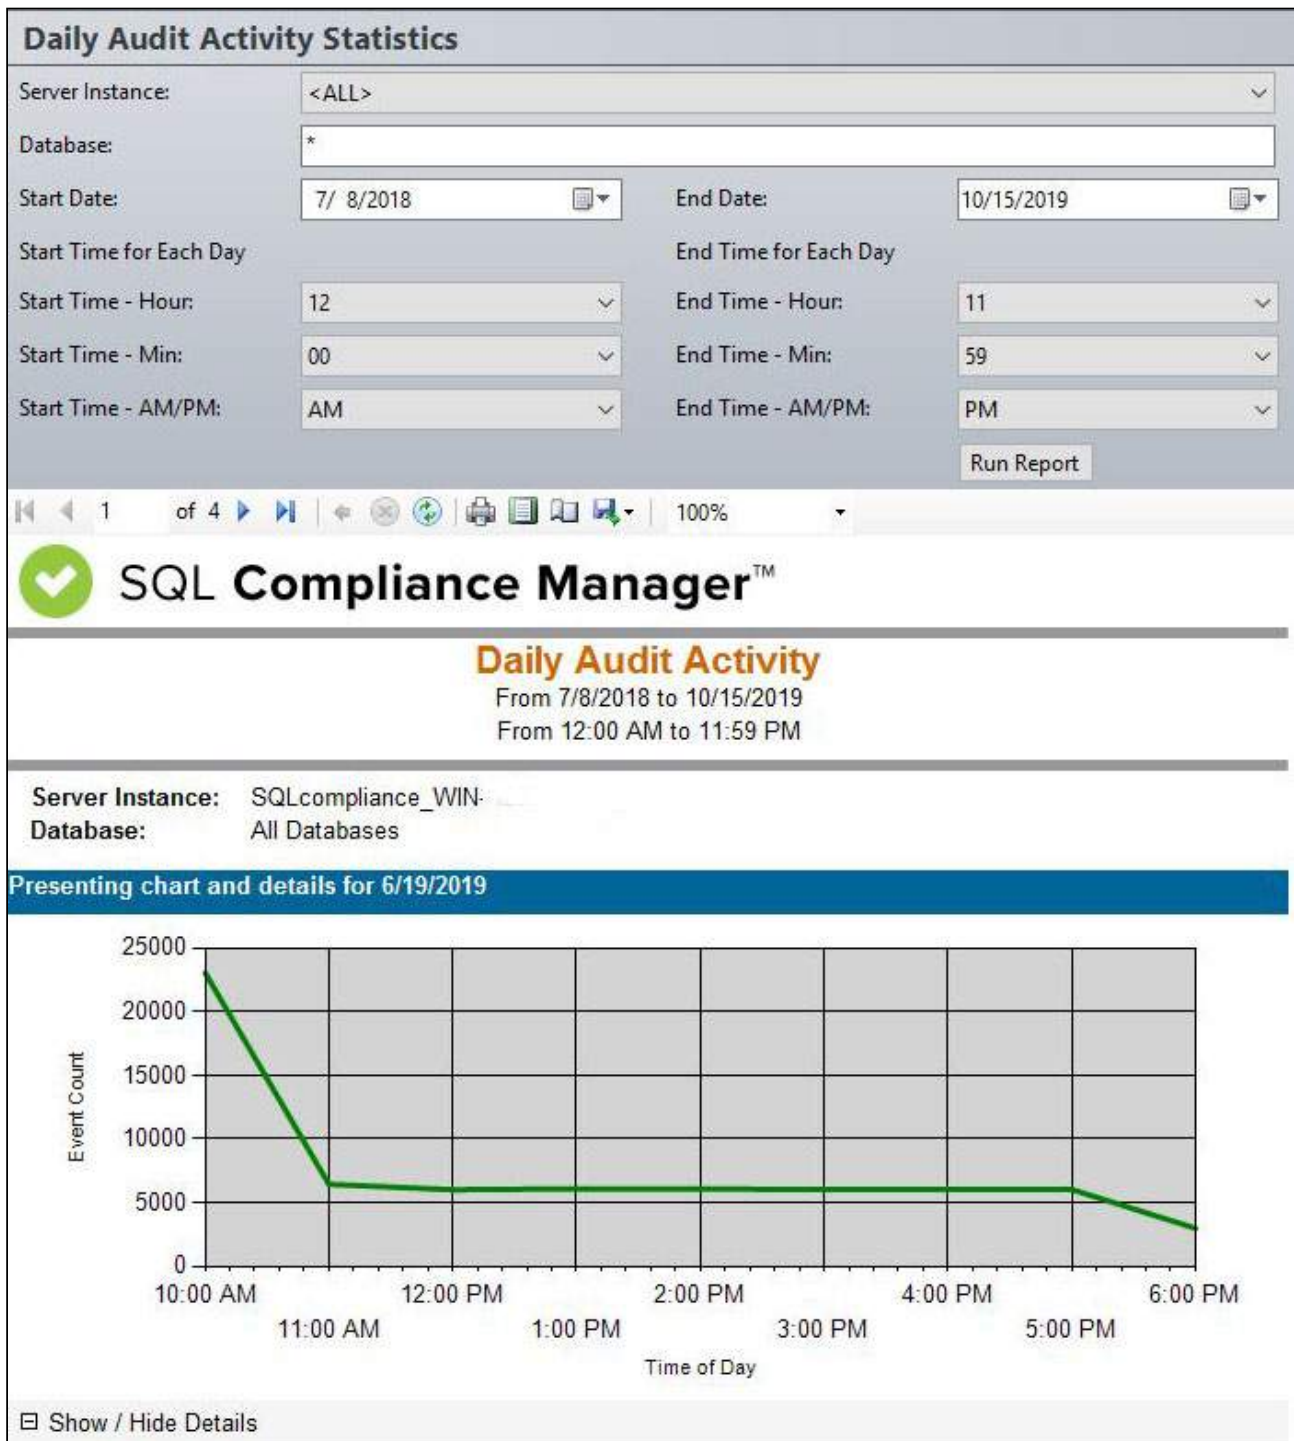 Daily Audit Activity Statistics
Server Instance: <ALL>
Database: *
Start Date: 7/ 8/2018 End Date: 10/15/2019
Start Time for Each Day End Time for Each Day
Start Time - Hour: 12 End Time - Hour: 11
Start Time - Min: 00 End Time - Min: 59
Start Time - AM/PM: AM End Time - AM/PM: PM
Run Report
1 of 4 100%
SQL Compliance Manager™
Daily Audit Activity
From 7/8/2018 to 10/15/2019
From 12:00 AM to 11:59 PM
Server Instance: SQLcompliance_WIN-
Database: All Databases
Presenting chart and details for 6/19/2019
25000
20000
15000
10000
5000
0
Event Count
10:00 AM 12:00 PM 2:00 PM 4:00 PM 6:00 PM
11:00 AM 1:00 PM 3:00 PM 5:00 PM
Time of Day
Show / Hide Details